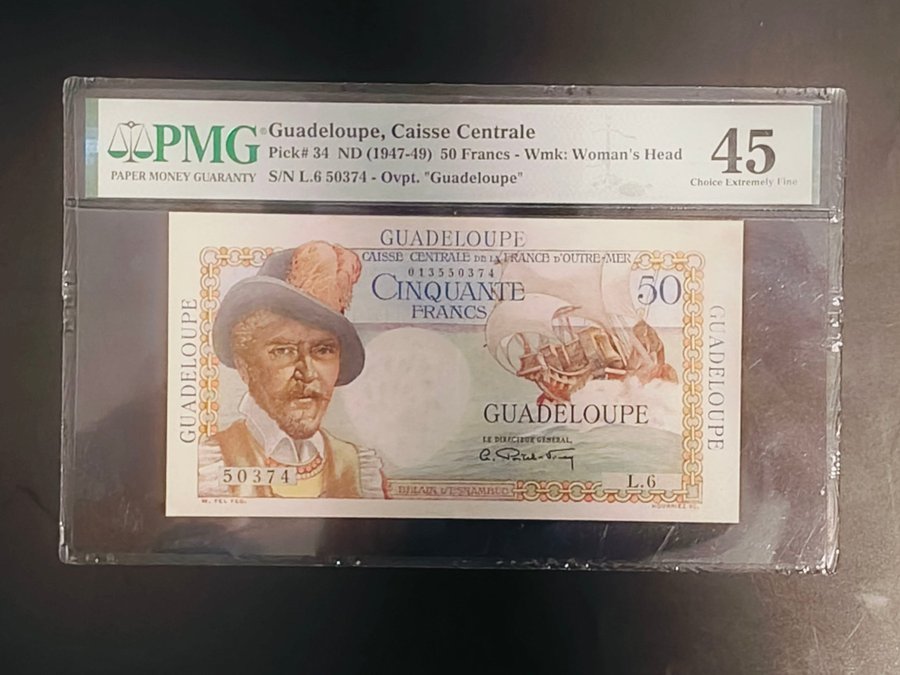 PMG
PAPER MONEY GUARANTY
Guadeloupe, Caisse Centrale
Pick# 34 ND (1947-49) 50 Francs - Wmk: Woman's Head
S/N L.6 50374 - Ovpt. "Guadeloupe"
45
Choice Extremely Fine
GUADELOUPE
CAISSE CENTRALE DE LA FRANCE D'OUTRE-MER
013550374
CINQUANTE
FRANCS
50
GUADELOUPE
GUADELOUPE
GUADELOUPE
LE DIRECTEUR GENERAL,
50374
L.6
BELAIN D'ESNAMBUC